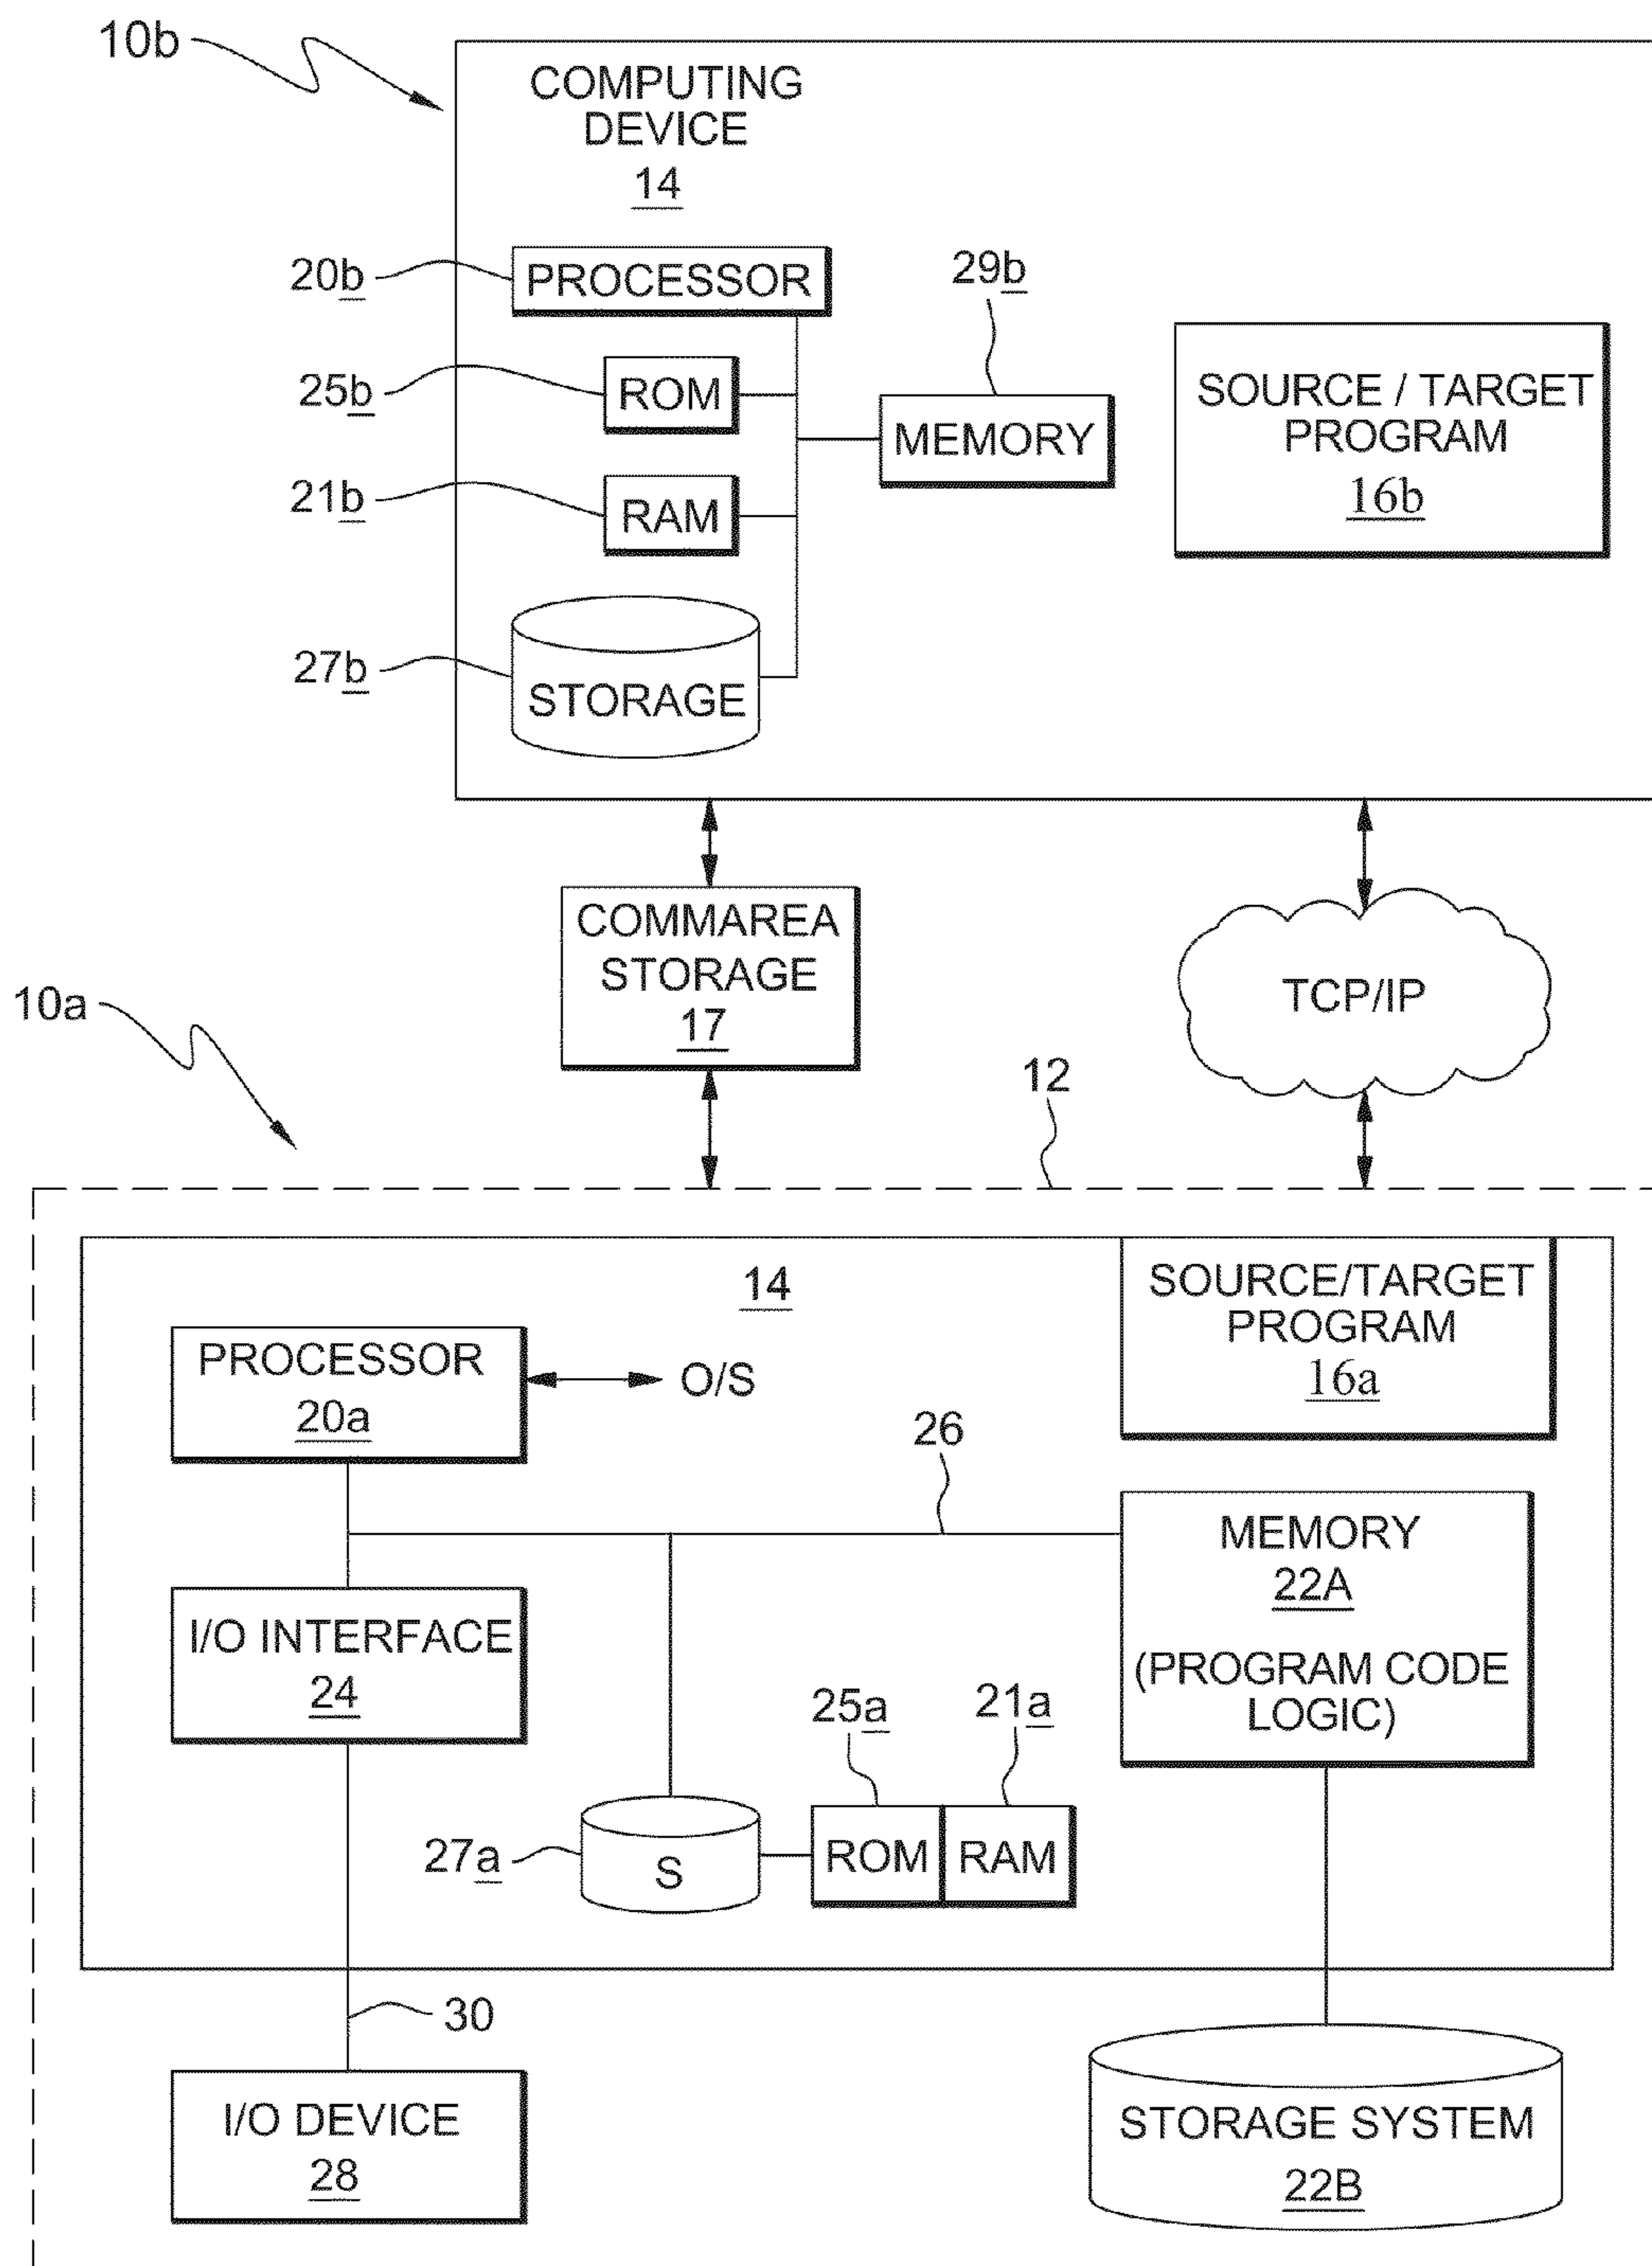 10b
COMPUTING
DEVICE
14
20b
PROCESSOR
29b
25b
ROM
MEMORY
SOURCE / TARGET
PROGRAM
16b
21b
RAM
27b
STORAGE
COMMAREA
STORAGE
17
TCP/IP
10a
12
14
SOURCE/TARGET
PROGRAM
16a
PROCESSOR
20a
O/S
26
MEMORY
22A
(PROGRAM CODE
LOGIC)
I/O INTERFACE
24
25a
21a
27a
S
ROM
RAM
30
I/O DEVICE
28
STORAGE SYSTEM
22B